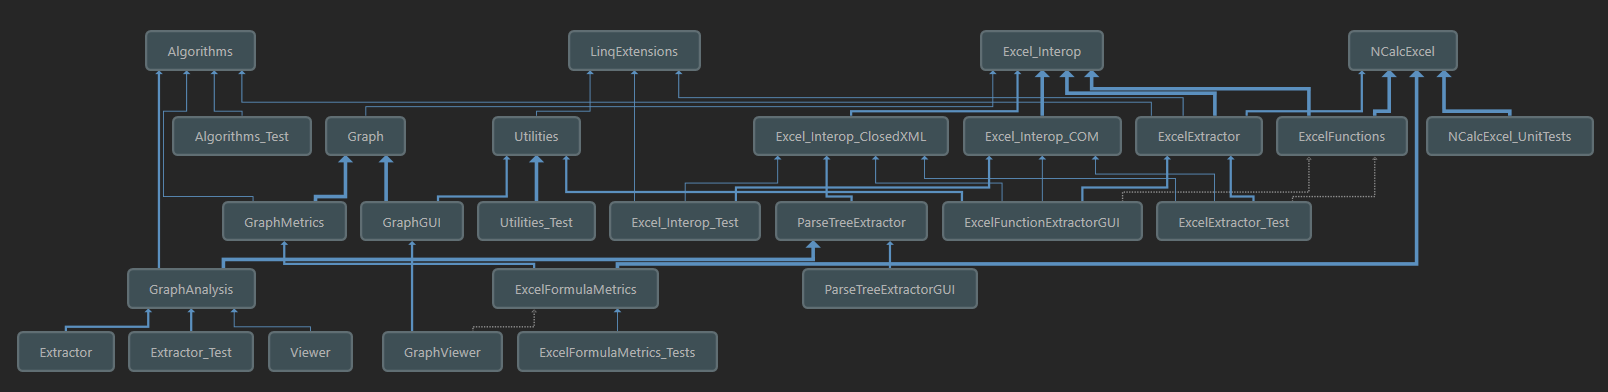 Algorithms
LinqExtensions
Excel_Interop
NCalcExcel
Algorithms_Test
Graph
Utilities
Excel_Interop_ClosedXML
Excel_Interop_COM
ExcelExtractor
ExcelFunctions
NCalcExcel_UnitTests
GraphMetrics
GraphGUI
Utilities_Test
Excel_Interop_Test
ParseTreeExtractor
ExcelFunctionExtractorGUI
ExcelExtractor_Test
GraphAnalysis
ExcelFormulaMetrics
ParseTreeExtractorGUI
Extractor
Extractor_Test
Viewer
GraphViewer
ExcelFormulaMetrics_Tests